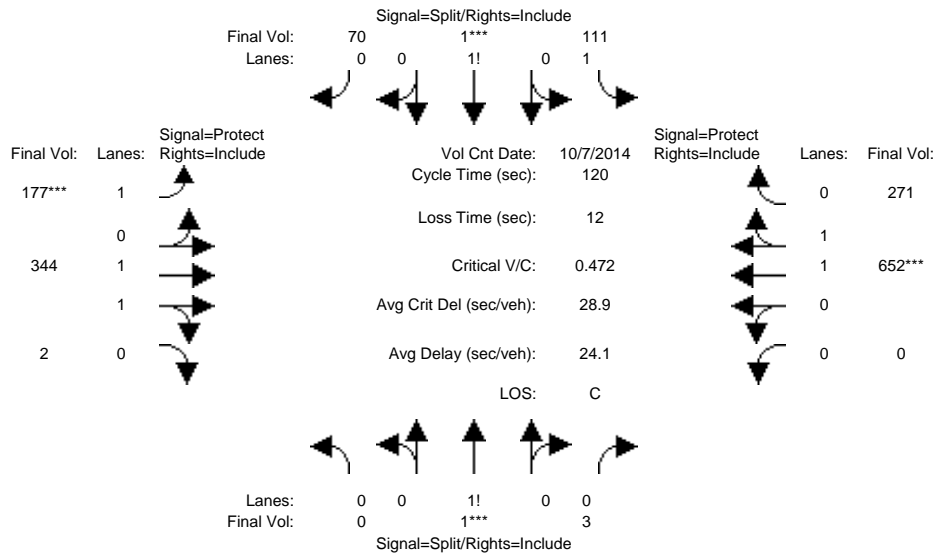 Signal=Split/Rights=Include
Final Vol: 70 1*** 111
Lanes: 0 0 1! 0 1
Signal=Protect Signal=Protect
Final Vol: Lanes: Rights=Include Vol Cnt Date: 10/7/2014 Rights=Include Lanes: Final Vol:
Cycle Time (sec): 120
177*** 1 0 271
Loss Time (sec): 12
0 1
344 1 Critical V/C: 0.472 1 652***
1 Avg Crit Del (sec/veh): 28.9 0
2 0 Avg Delay (sec/veh): 24.1 0 0
LOS: C
Lanes: 0 0 1! 0 0
Final Vol: 0 1*** 3
Signal=Split/Rights=Include